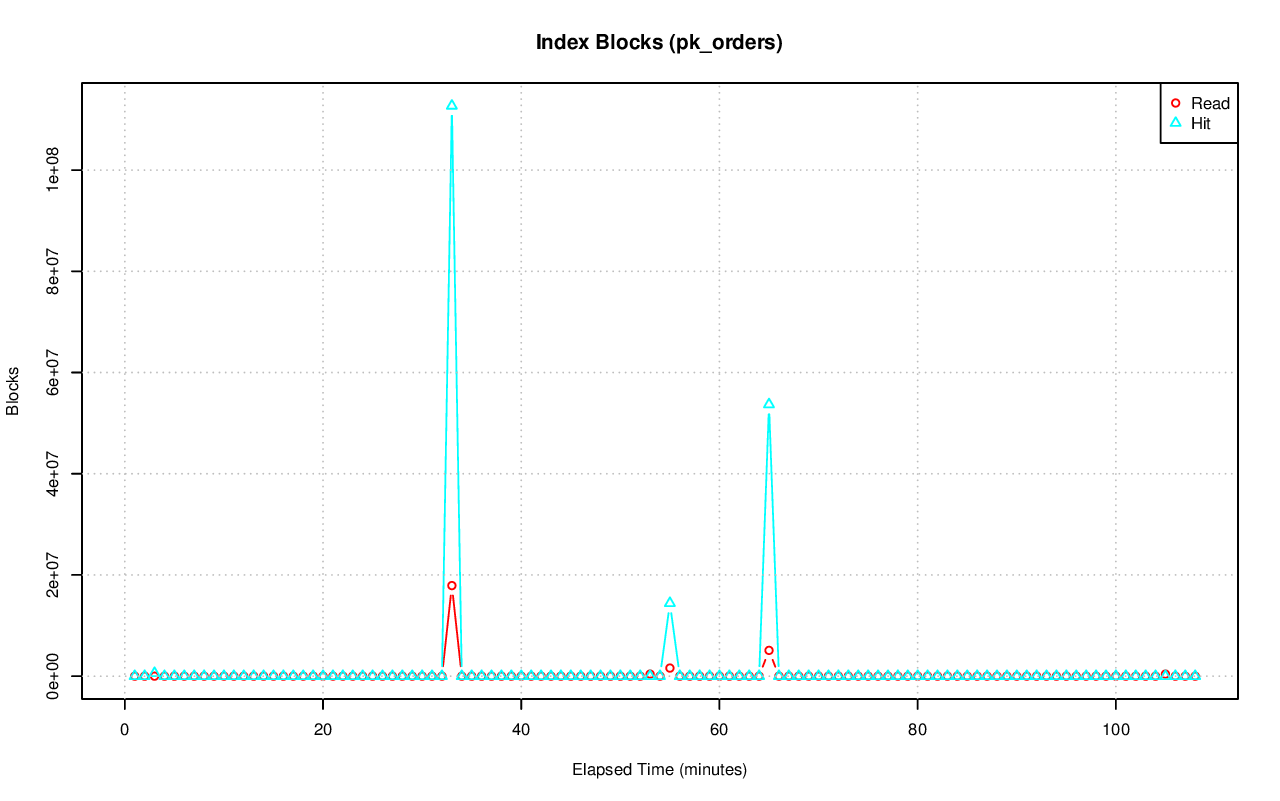 Index Blocks (pk_orders)
Read
Hit
Blocks
1e+08
8e+07
6e+07
4e+07
2e+07
0e+00
0 20 40 60 80 100
Elapsed Time (minutes)